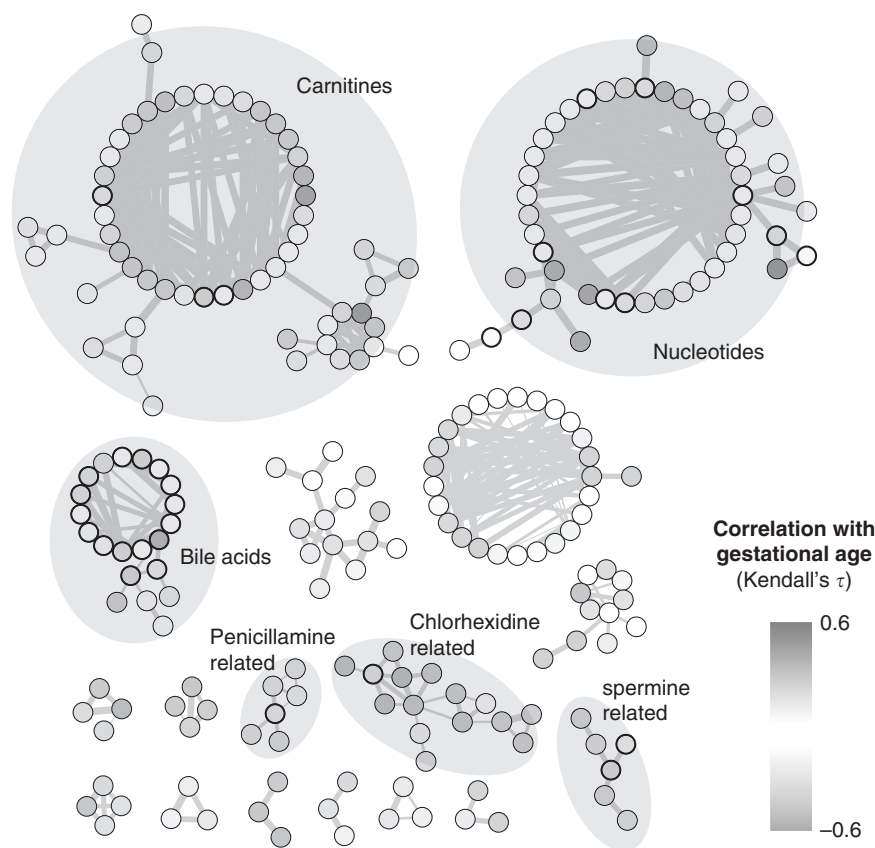 Carnitines
Nucleotides
Bile acids
Correlation with
gestational age
(Kendall's τ)
0.6
–0.6
Penicillamine
related
Chlorhexidine
related
spermine
related